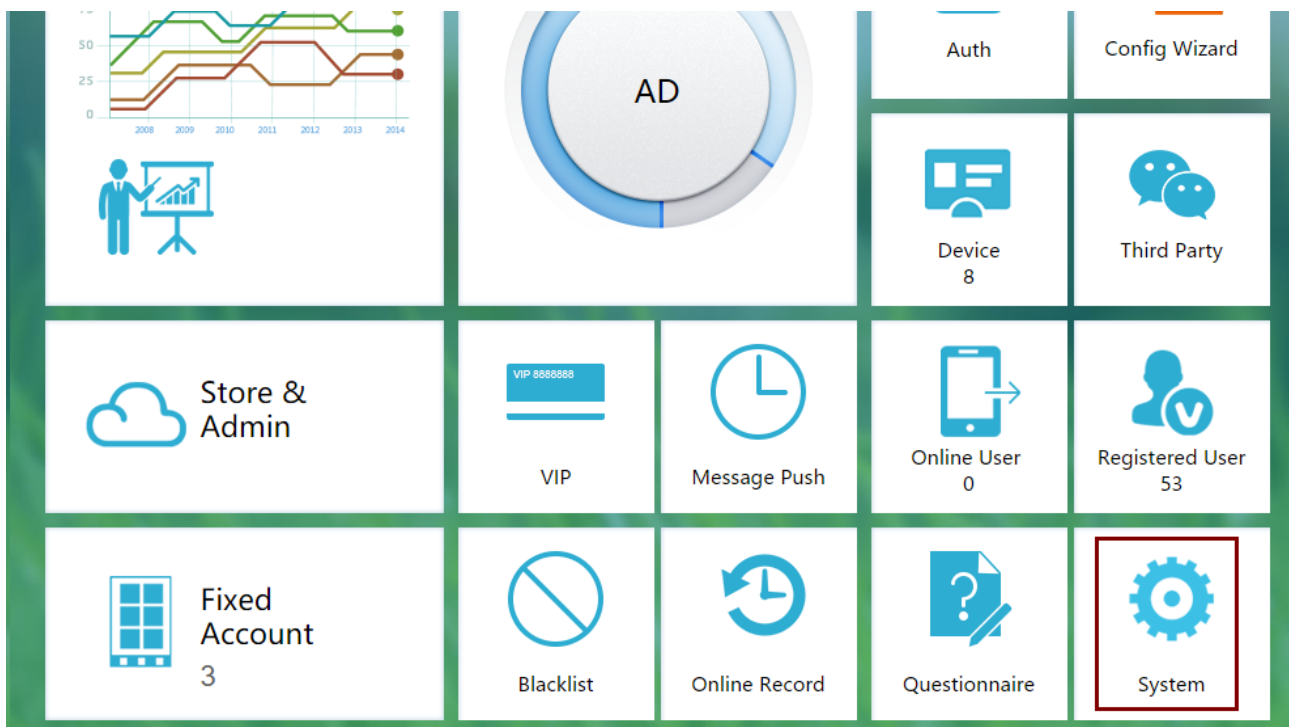 50
25
0
2008 2009 2010 2011 2012 2013 2014
AD
Auth
Config Wizard
Device
8
Third Party
Store &
Admin
VIP 8888888
VIP
Message Push
Online User
0
V
Registered User
53
Fixed
Account
3
Blacklist
Online Record
?
Questionnaire
System